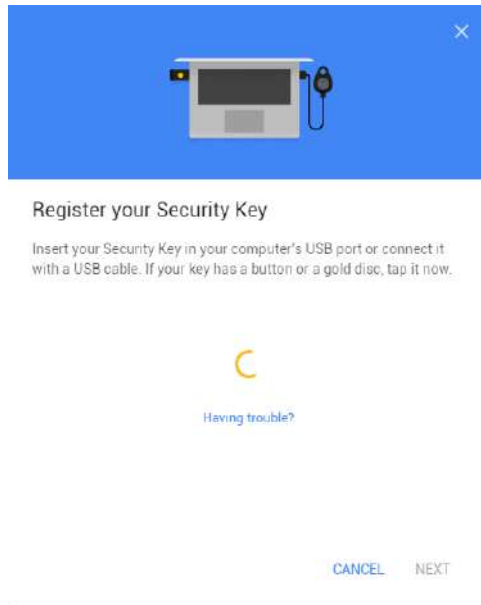 Register your Security Key
Insert your Security Key in your computer's USB port or connect it
with a USB cable. If your key has a button or a gold disc, tap it now.
Having trouble?
CANCEL NEXT